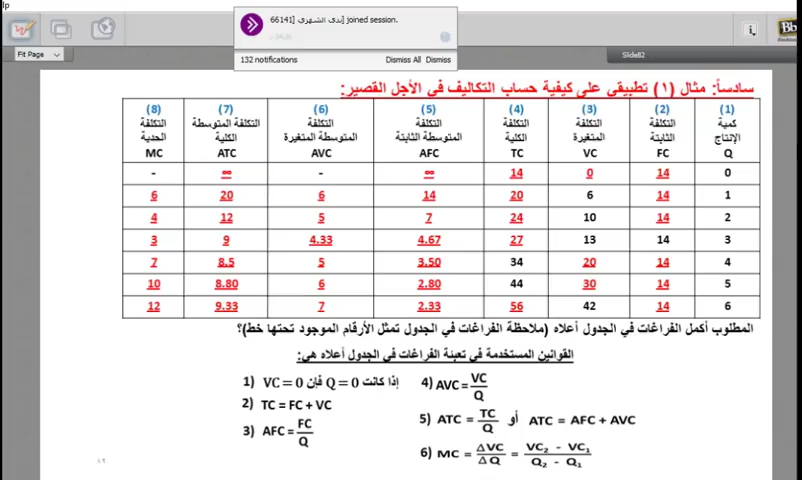 lp
66141 [ندى الشهري] joined session.
132 notifications Dismiss All Dismiss
Fit Page
Slide82
Bb
سادساً: مثال (١) تطبيقي على كيفية حساب التكاليف في الأجل القصير:
(1) (2) (3) (4) (5) (6) (7) (8)
كمية التكلفة التكلفة التكلفة التكلفة التكلفة التكلفة المتوسطة التكلفة
الإنتاج الثابتة المتغيرة الكلية المتوسطة الثابتة المتوسطة المتغيرة الكلية الحدية
Q FC VC TC AFC AVC ATC MC
0 14 0 14 ∞ - ∞ -
1 14 6 20 14 6 20 6
2 14 10 24 7 5 12 4
3 14 13 27 4.67 4.33 9 3
4 14 20 34 3.50 5 8.5 7
5 14 30 44 2.80 6 8.80 10
6 14 42 56 2.33 7 9.33 12
المطلوب أكمل الفراغات في الجدول أعلاه (ملاحظة الفراغات في الجدول تمثل الأرقام الموجود تحتها خط)؟
القوانين المستخدمة في تعبئة الفراغات في الجدول أعلاه هي:
1) إذا كانت Q = 0 فإن VC = 0
2) TC = FC + VC
3) AFC = FC / Q
4) AVC = VC / Q
5) ATC = TC / Q أو ATC = AFC + AVC
6) MC = ΔVC / ΔQ = VC₂ - VC₁ / Q₂ - Q₁
٨٢